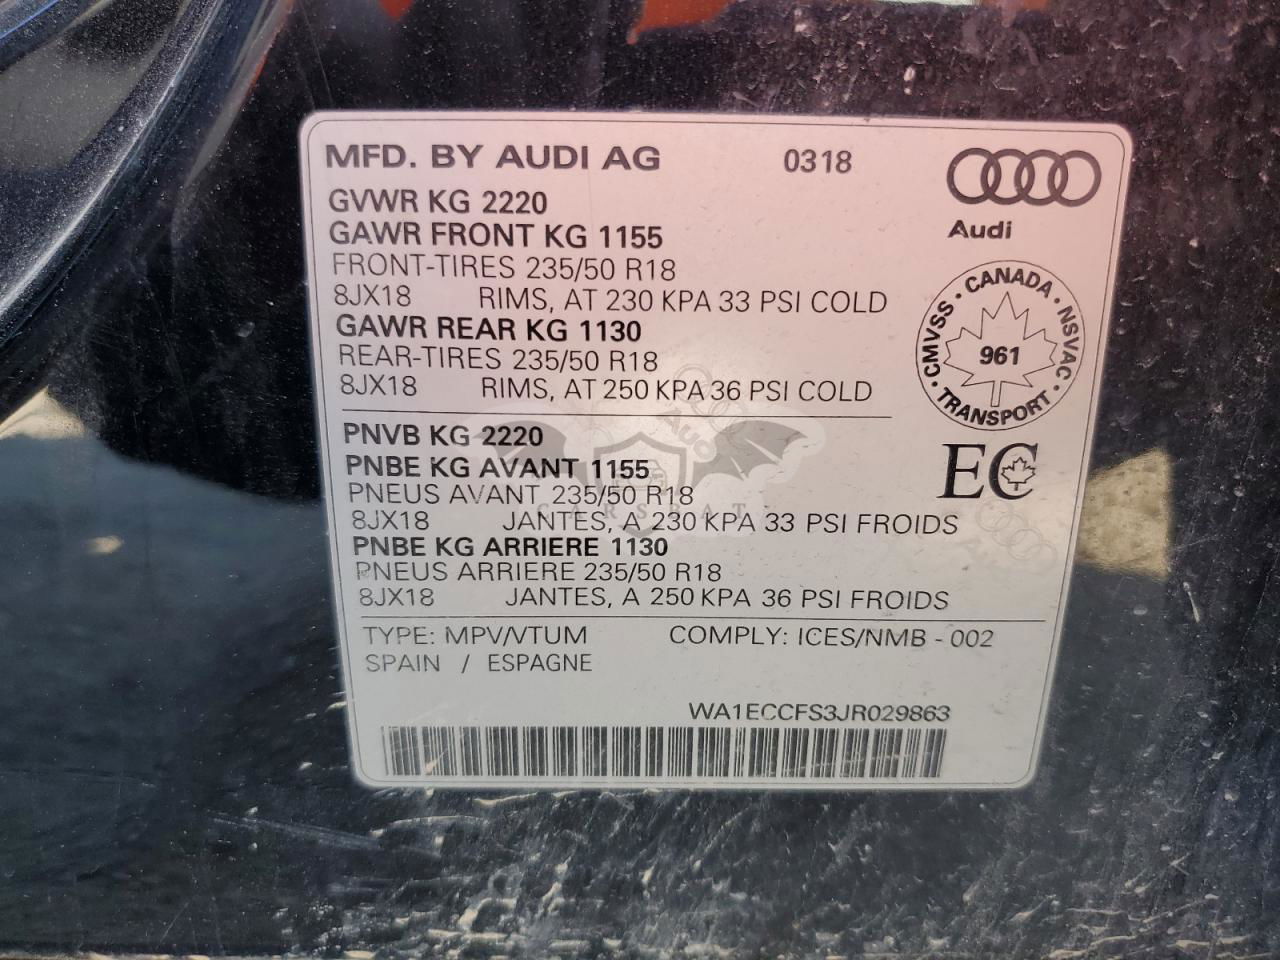 MFD. BY AUDI AG 0318
Audi
GVWR KG 2220
GAWR FRONT KG 1155
FRONT-TIRES 235/50 R18
8JX18 RIMS, AT 230 KPA 33 PSI COLD
GAWR REAR KG 1130
REAR-TIRES 235/50 R18
8JX18 RIMS, AT 250 KPA 36 PSI COLD
CANADA · NSVAC · TRANSPORT · CMVSS ·
961
EC
PNVB KG 2220
PNBE KG AVANT 1155
PNEUS AVANT 235/50 R18
8JX18 JANTES, A 230 KPA 33 PSI FROIDS
PNBE KG ARRIERE 1130
PNEUS ARRIERE 235/50 R18
8JX18 JANTES, A 250 KPA 36 PSI FROIDS
CARSBAT
TYPE: MPV/VTUM COMPLY: ICES/NMB - 002
SPAIN / ESPAGNE
WA1ECCFS3JR029863